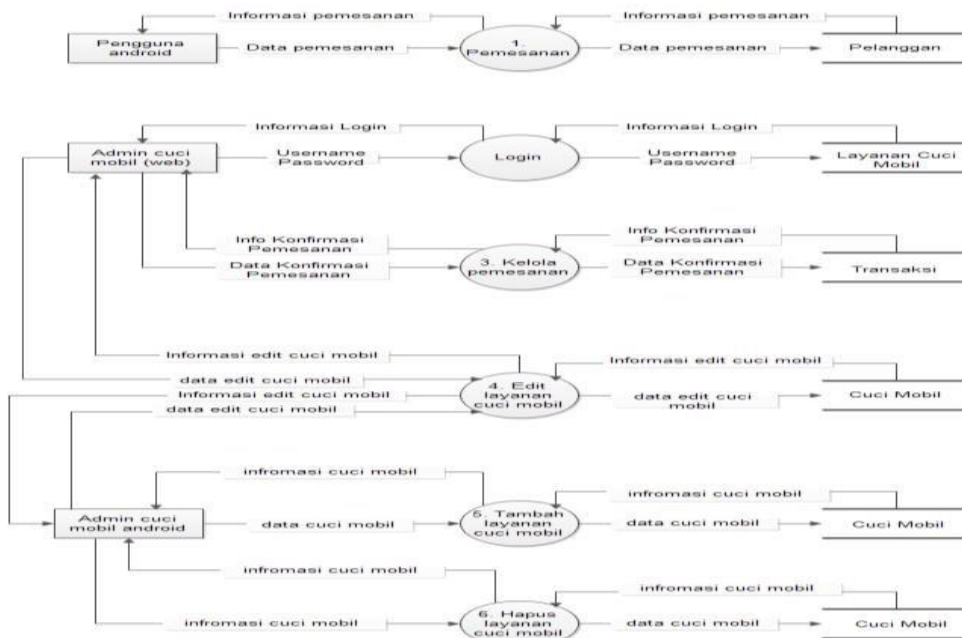 Informasi pemesanan
Informasi pemesanan
Pengguna
android
Data pemesanan
1.
Pemesanan
Data pemesanan
Pelanggan
Informasi Login
Informasi Login
Admin cuci
mobil (web)
Username
Password
Login
Username
Password
Layanan Cuci
Mobil
Info Konfirmasi
Pemesanan
Info Konfirmasi
Pemesanan
Data Konfirmasi
Pemesanan
3. Kelola
pemesanan
Data Konfirmasi
Pemesanan
Transaksi
Informasi edit cuci mobil
Informasi edit cuci mobil
data edit cuci mobil
Informasi edit cuci mobil
data edit cuci mobil
4. Edit
layanan
cuci mobil
data edit cuci
mobil
Cuci Mobil
infromasi cuci mobil
infromasi cuci mobil
Admin cuci
mobil android
data cuci mobil
5. Tambah
layanan
cuci mobil
data cuci mobil
Cuci Mobil
infromasi cuci mobil
infromasi cuci mobil
infromasi cuci mobil
6. Hapus
layanan
cuci mobil
data cuci mobil
Cuci Mobil